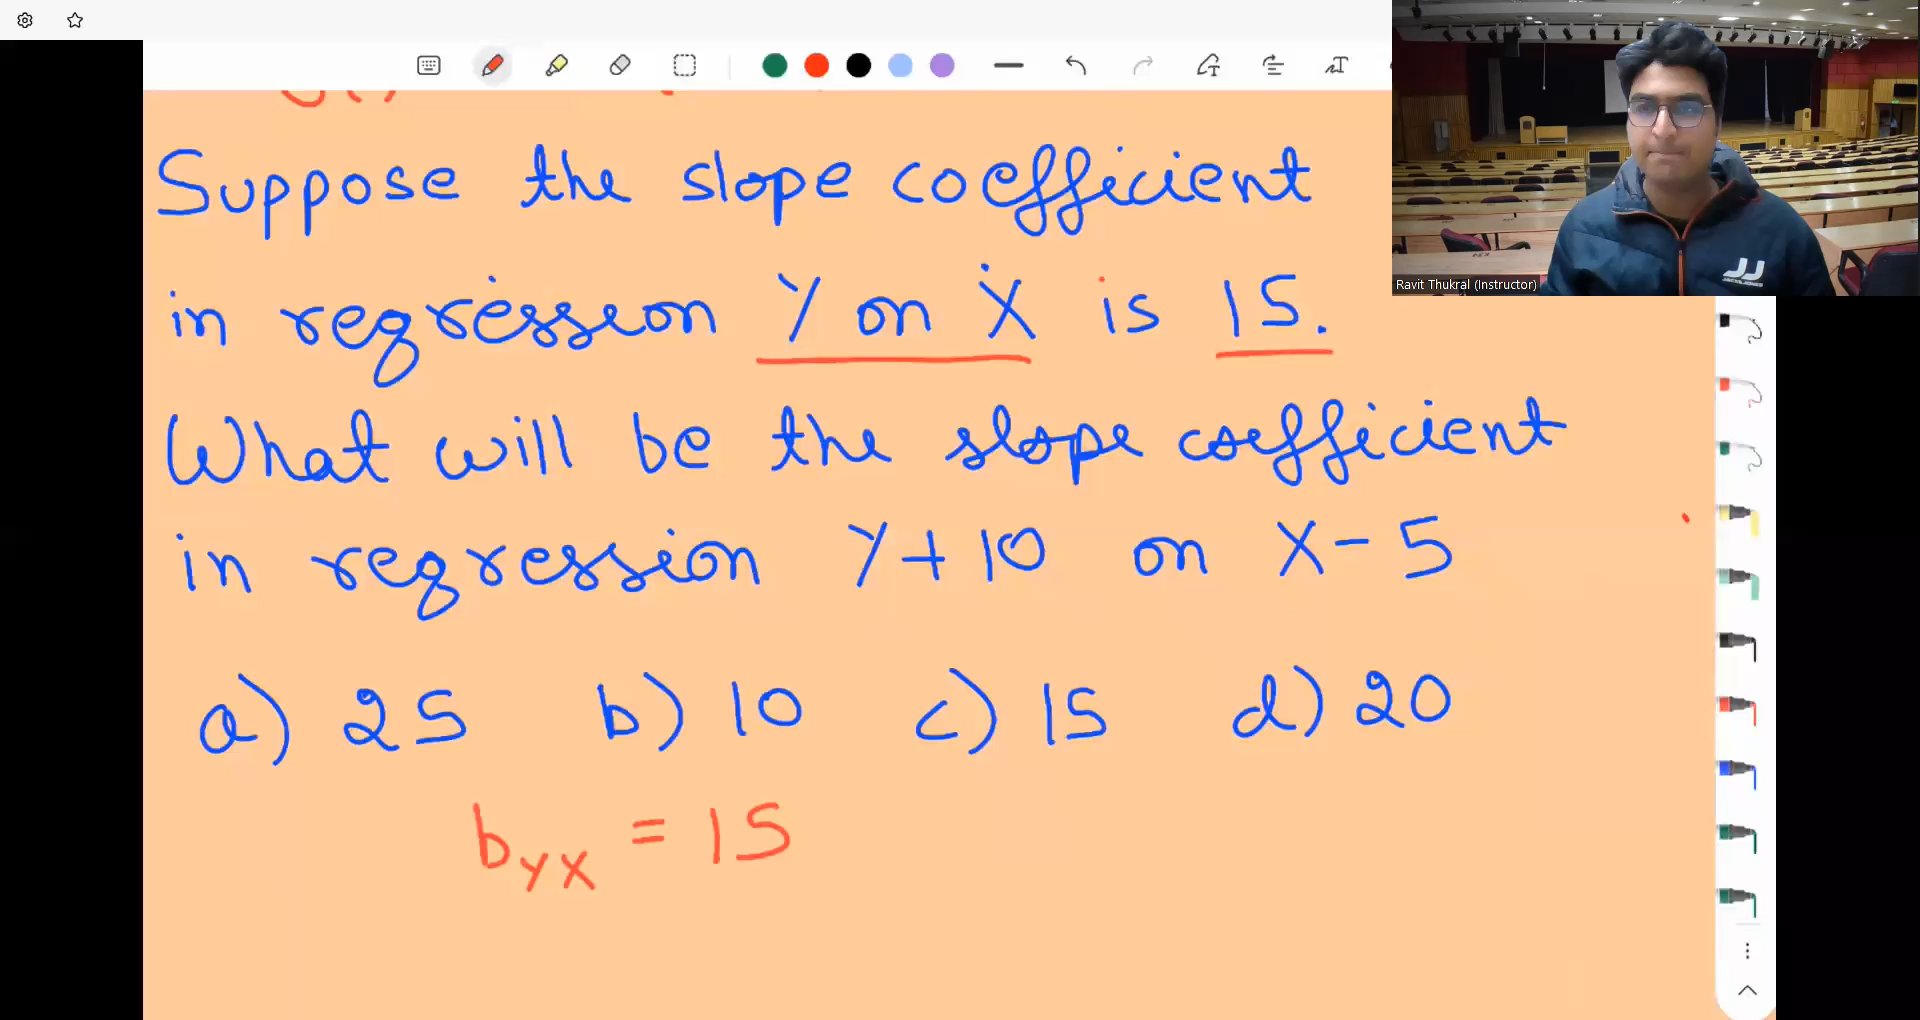 Suppose the slope coefficient
in regression Y on X is 15.
What will be the slope coefficient
in regression Y + 10 on X - 5
a) 25 b) 10 c) 15 d) 20
bYX = 15
Ravit Thukral (Instructor)
JJ